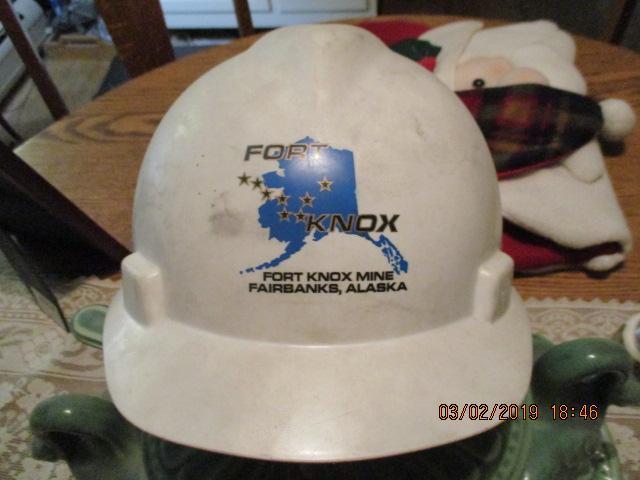 FORT
KNOX
FORT KNOX MINE
FAIRBANKS, ALASKA
03/02/2019 18:46